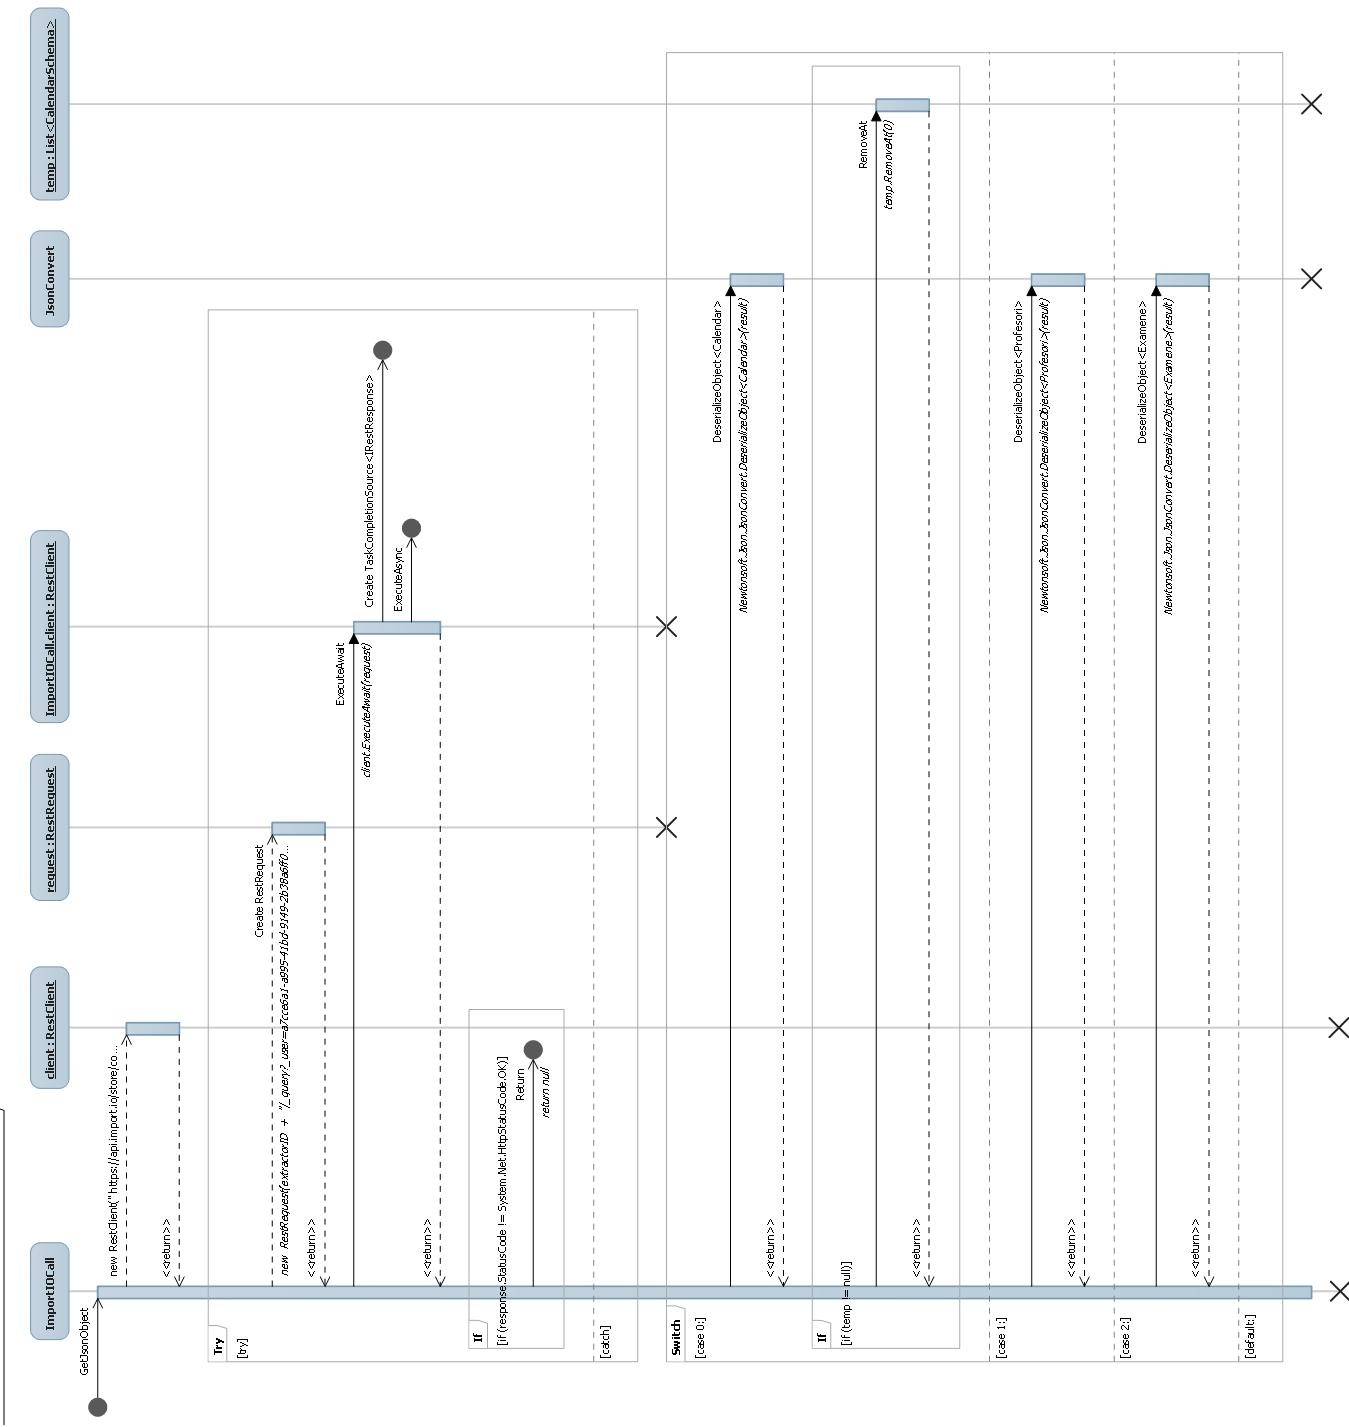 ImportIOCall
client : RestClient
request : RestRequest
ImportIOCall.client : RestClient
JsonConvert
temp : List<CalendarSchema>
GetJsonObject
new RestClient("https://api.import.io/store/co...
<<return>>
Try
[try]
Create RestRequest
new RestRequest(extractorID + "/_query?_user=a7cce6a1-a995-41bd-9149-2b38a6ff0...
<<return>>
ExecuteAwait
client.ExecuteAwait(request)
Create TaskCompletionSource<IRestResponse>
ExecuteAsync
<<return>>
If
[if (response.StatusCode != System.Net.HttpStatusCode.OK)]
Return
return null
[catch]
Switch
[case 0:]
DeserializeObject<Calendar>
Newtonsoft.Json.JsonConvert.DeserializeObject<Calendar>(result)
<<return>>
If
[if (temp != null)]
RemoveAt
temp.RemoveAt(0)
<<return>>
[case 1:]
DeserializeObject<Profesori>
Newtonsoft.Json.JsonConvert.DeserializeObject<Profesori>(result)
<<return>>
[case 2:]
DeserializeObject<Examene>
Newtonsoft.Json.JsonConvert.DeserializeObject<Examene>(result)
<<return>>
[default:]